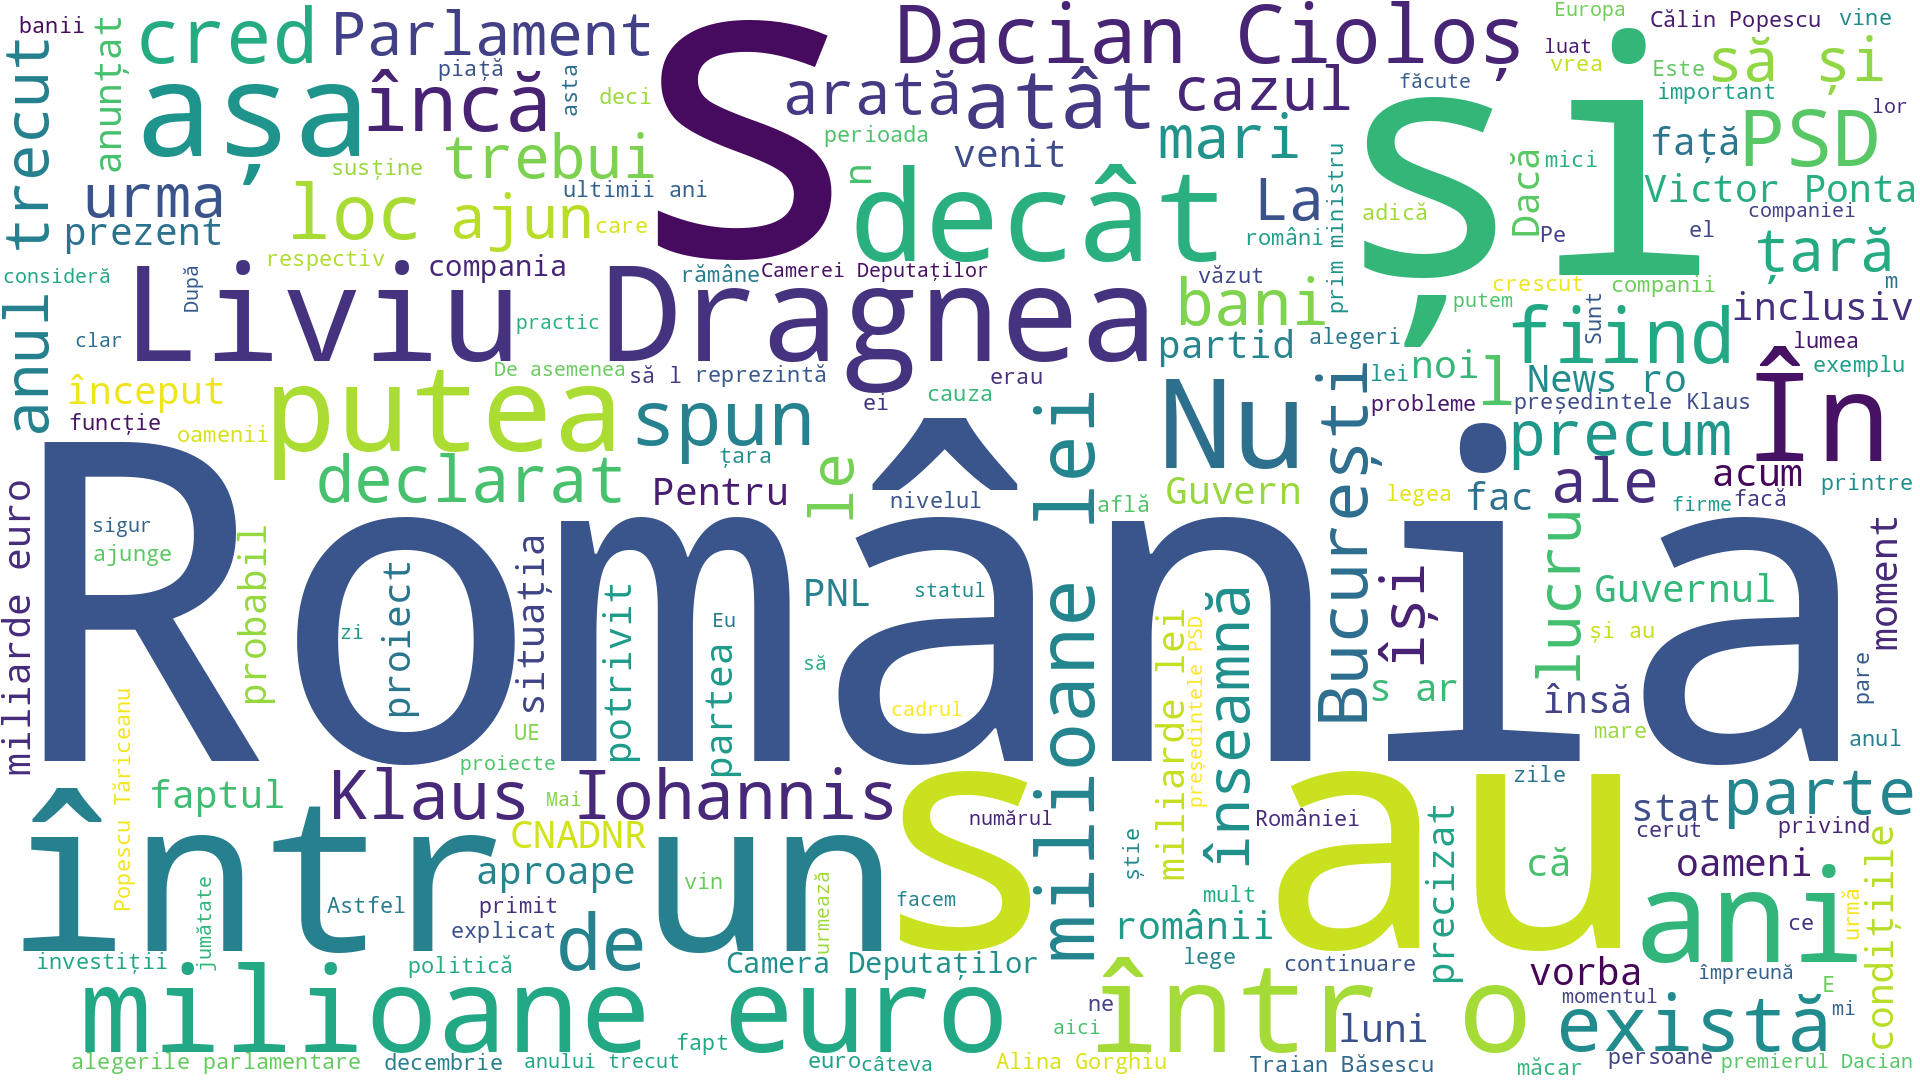 banii
trecut
anunțat
cred
Parlament
piață
asta
deci
S
Dacian Cioloș
și
Europa
luat
vrea
Călin Popescu
vine
Este
să și
important
lor
așa
încă
arată
atât
cazul
făcute
perioada
mari
față
PSD
susține
trebui
venit
n
prim ministru
Dacă
mici
urma
prezent
loc
ajun
ultimii ani
care
decât
La
români
adică
Victor Ponta
companiei
Pe
el
țară
consideră
După
respectiv
compania
rămâne
Camerei Deputaților
văzut
bani
crescut
putem
companii
m
anul
Liviu Dragnea
practic
clar
partid
alegeri
fiind
Sunt
inclusiv
lumea
exemplu
În
început
De asemenea
să l
reprezintă
erau
ei
cauza
Nu
lei
noi
l
News ro
președintele Klaus
probleme
funcție
oamenii
putea
spun
țara
București
precum
declarat
Pentru
le
nivelul
milioane lei
află
Guvern
legea
fac
ale
acum
firme
facă
printre
miliarde euro
sigur
ajunge
România
probabil
zi
proiect
situația
potrivit
partea
Eu
PNL
statul
să
cadrul
miliarde lei
președintele PSD
înseamnă
își
s ar
lucru
Guvernul
și au
însă
mare
moment
pare
anul
UE
proiecte
Popescu Tăriceanu
faptul
Klaus Iohannis
Mai
s au
numărul
României
zile
stat
parte
cerut
privind
într un
CNADNR
aproape
știe
precizat
că
oameni
condițiile
jumătate
Astfel
primit
explicat
vin
urmează
facem
mult
românii
ani
ce
urmă
de
investiții
politică
Camera Deputaților
lege
continuare
vorba
împreună
milioane euro
într o
ne
aici
luni
momentul
există
E
mi
alegerile parlamentare
decembrie
anului trecut
fapt
euro
câteva
Alina Gorghiu
Traian Băsescu
măcar
persoane
premierul Dacian